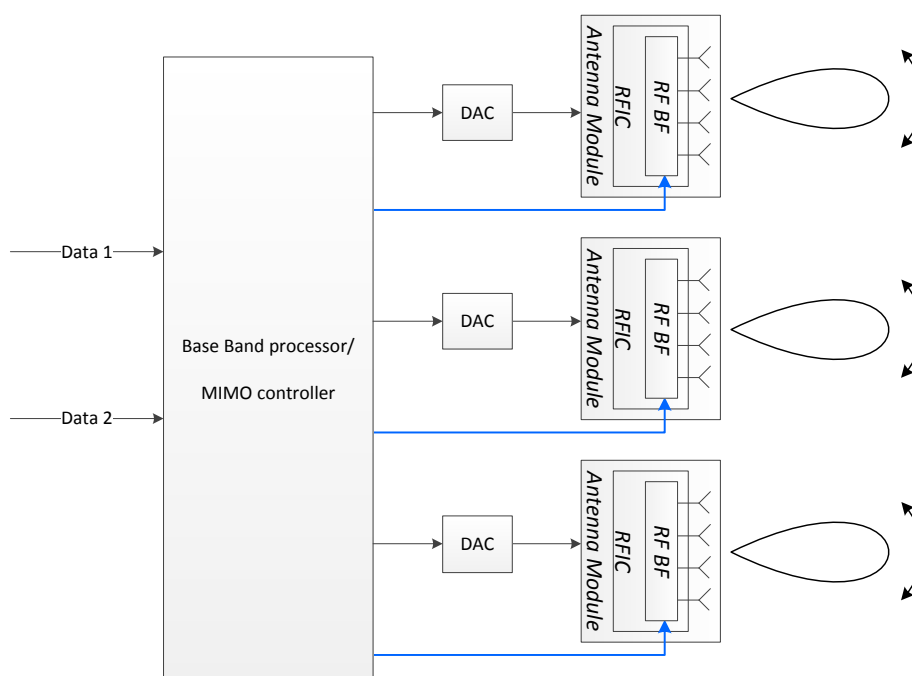 Antenna Module
RFIC
RF BF
DAC
Data 1
Antenna Module
RFIC
RF BF
DAC
Base Band processor/
MIMO controller
Data 2
Antenna Module
RFIC
RF BF
DAC